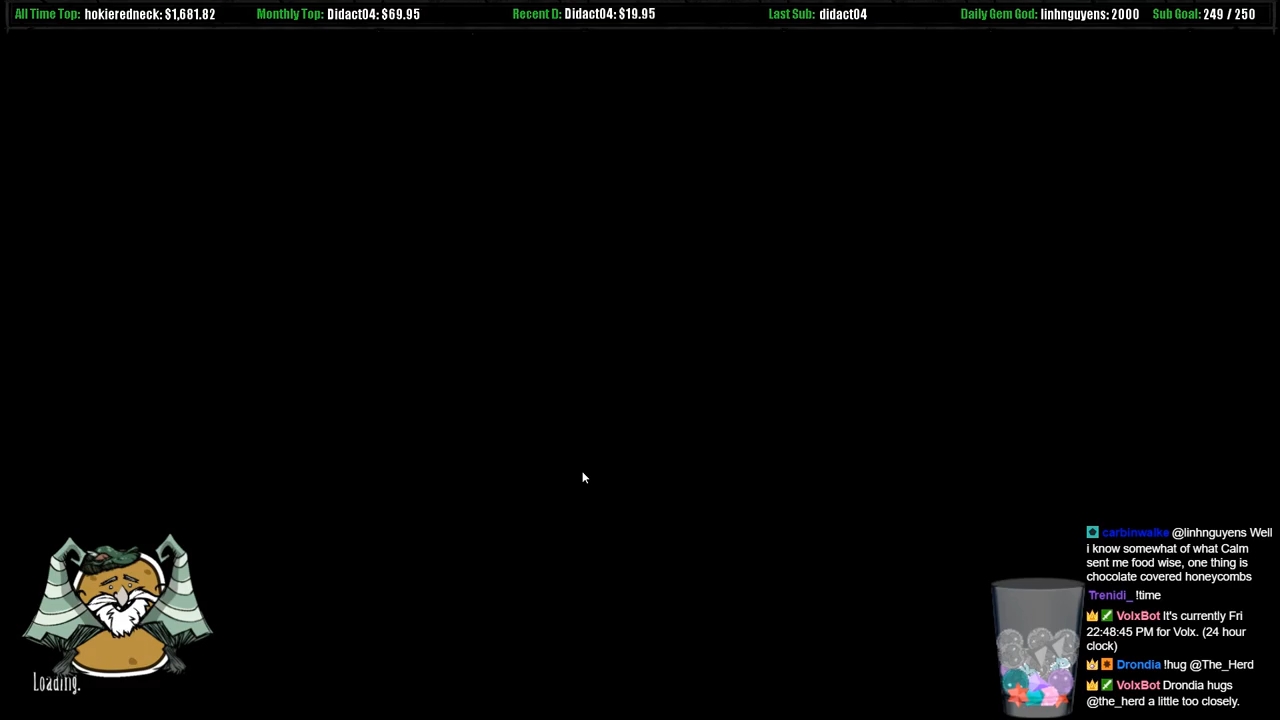 All Time Top: hokieredneck: $1,681.82 Monthly Top: Didact04: $69.95 Recent D: Didact04: $19.95 Last Sub: didact04 Daily Gem God: linhnguyens: 2000 Sub Goal: 249 / 250
carbinwalke @linhnguyens Well
i know somewhat of what Calm
sent me food wise, one thing is
chocolate covered honeycombs
Trenidi_ !time
VolxBot It's currently Fri
22:48:45 PM for Volx. (24 hour
clock)
Drondia !hug @The_Herd
VolxBot Drondia hugs
@the_herd a little too closely.
Loading.